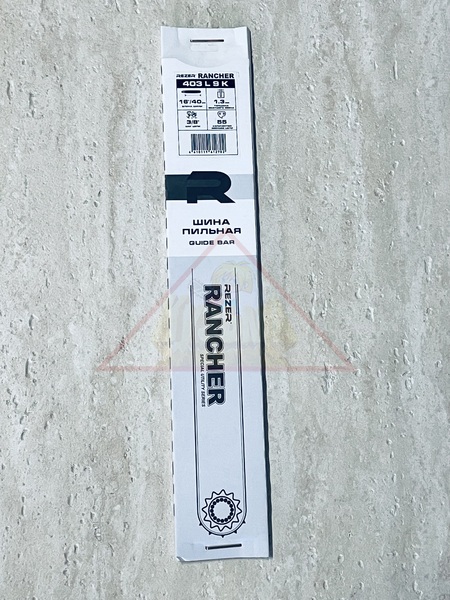 REZER RANCHER
403 L 9 K
16"/40см
1.3мм
3/8"
55
ШИНА
ПИЛЬНАЯ
GUIDE BAR
REZER
RANCHER
SPECIAL UTILITY SERIES